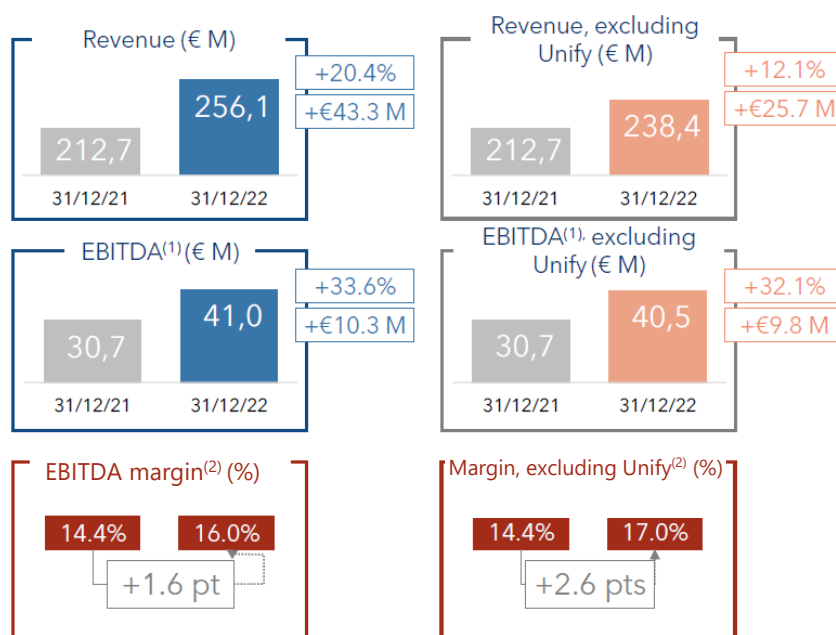 Revenue (€ M)
+20.4%
+€43.3 M
212,7
256,1
31/12/21
31/12/22
Revenue, excluding
Unify (€ M)
+12.1%
+€25.7 M
212,7
238,4
31/12/21
31/12/22
EBITDA(1) (€ M)
+33.6%
+€10.3 M
30,7
41,0
31/12/21
31/12/22
EBITDA(1), excluding
Unify (€ M)
+32.1%
+€9.8 M
30,7
40,5
31/12/21
31/12/22
EBITDA margin(2) (%)
14.4%
16.0%
+1.6 pt
Margin, excluding Unify(2) (%)
14.4%
17.0%
+2.6 pts